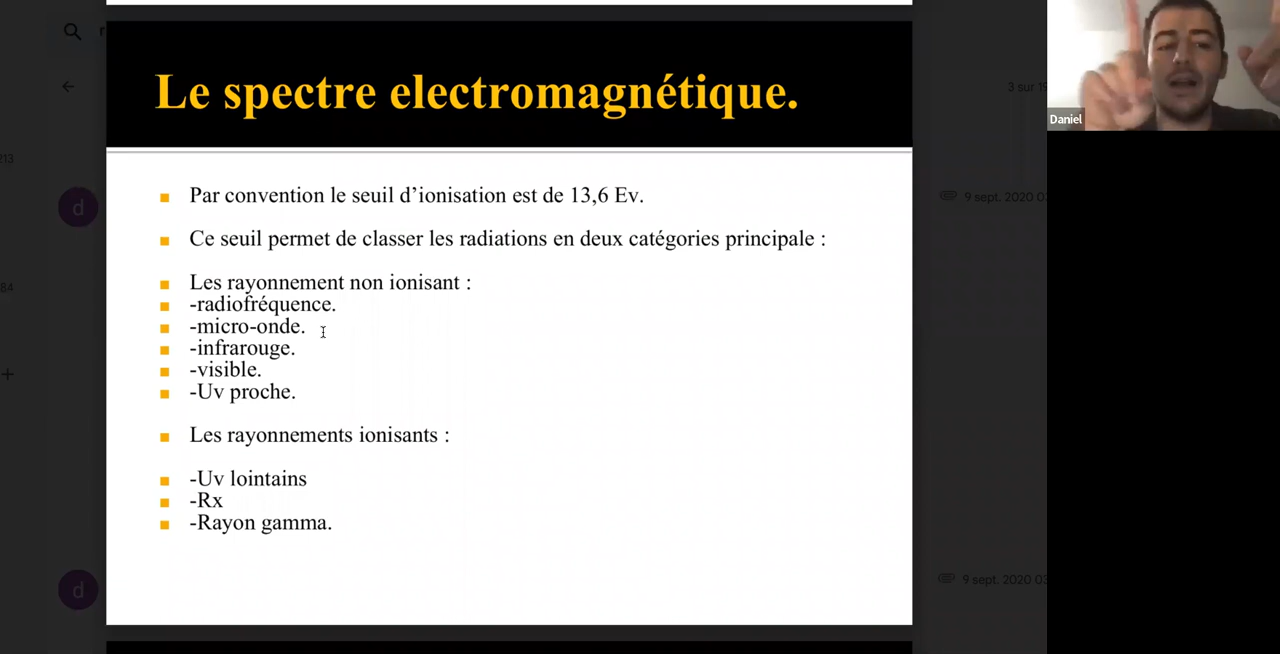 r
Le spectre electromagnétique.
3 sur 19
Daniel
213
Par convention le seuil d’ionisation est de 13,6 Ev.
d
9 sept. 2020 0
Ce seuil permet de classer les radiations en deux catégories principale :
Les rayonnement non ionisant :
84
-radiofréquence.
-micro-onde.
-infrarouge.
-visible.
-Uv proche.
Les rayonnements ionisants :
-Uv lointains
-Rx
-Rayon gamma.
d
9 sept. 2020 03